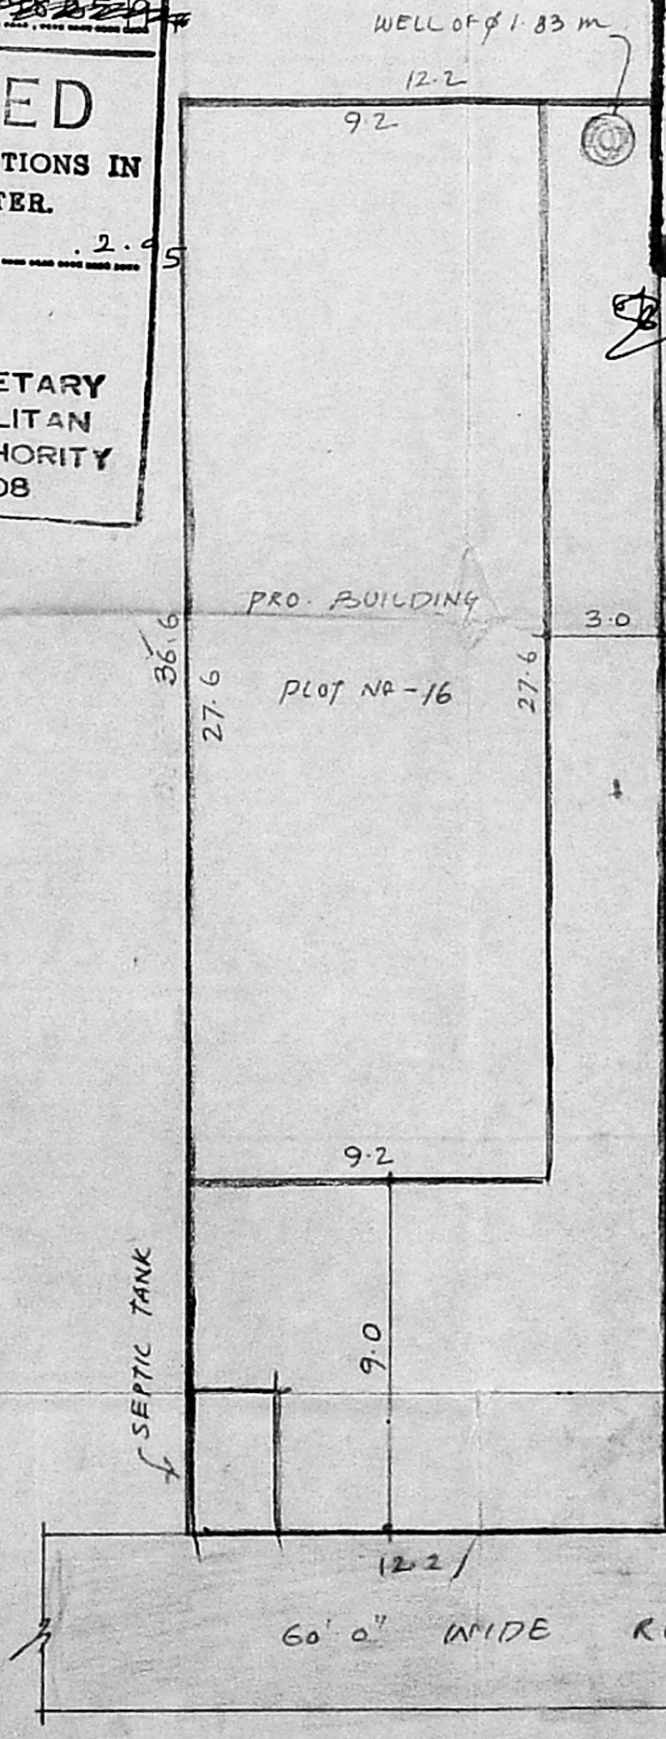 WELL OF φ 1.83 m
ED
TIONS IN
TER.
.2.95
ETARY
LITAN
HORITY
08
12.2
9.2
PRO. BUILDING
3.0
36.6
27.6
PLOT NO-16
27.6
9.2
SEPTIC TANK
9.0
12.2
60' 0" WIDE R